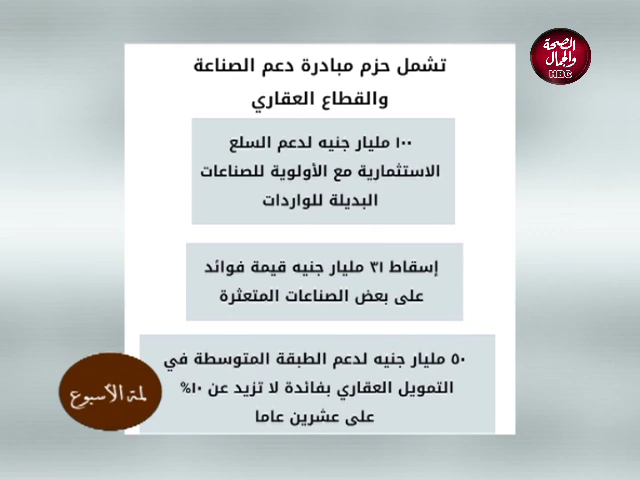 الصحة
والجمال
HBC
تشمل حزم مبادرة دعم الصناعة
والقطاع العقاري
١٠٠ مليار جنيه لدعم السلع
الاستثمارية مع الأولوية للصناعات
البديلة للواردات
إسقاط ٣١ مليار جنيه قيمة فوائد
على بعض الصناعات المتعثرة
٥٠ مليار جنيه لدعم الطبقة المتوسطة في
التمويل العقاري بفائدة لا تزيد عن ١٠%
على عشرين عاما
لمة الأسبوع